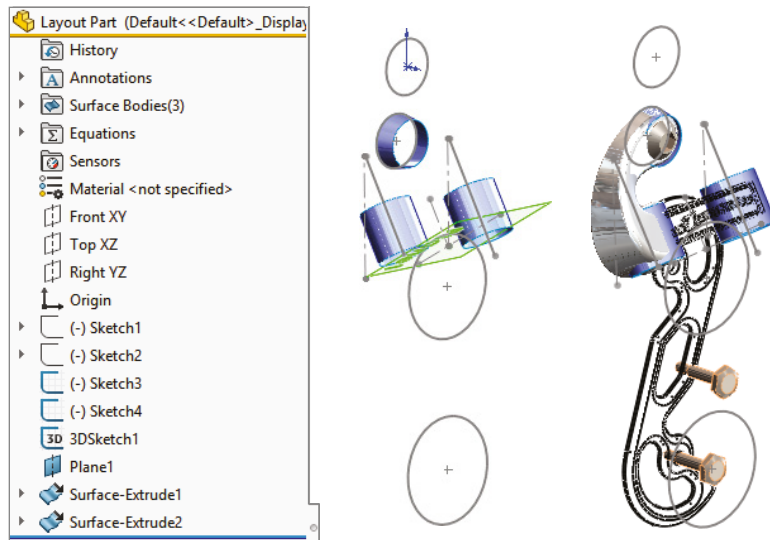 Layout Part (Default<<Default>_Display
History
Annotations
Surface Bodies(3)
Equations
Sensors
Material <not specified>
Front XY
Top XZ
Right YZ
Origin
(-) Sketch1
(-) Sketch2
(-) Sketch3
(-) Sketch4
3D 3DSketch1
Plane1
Surface-Extrude1
Surface-Extrude2